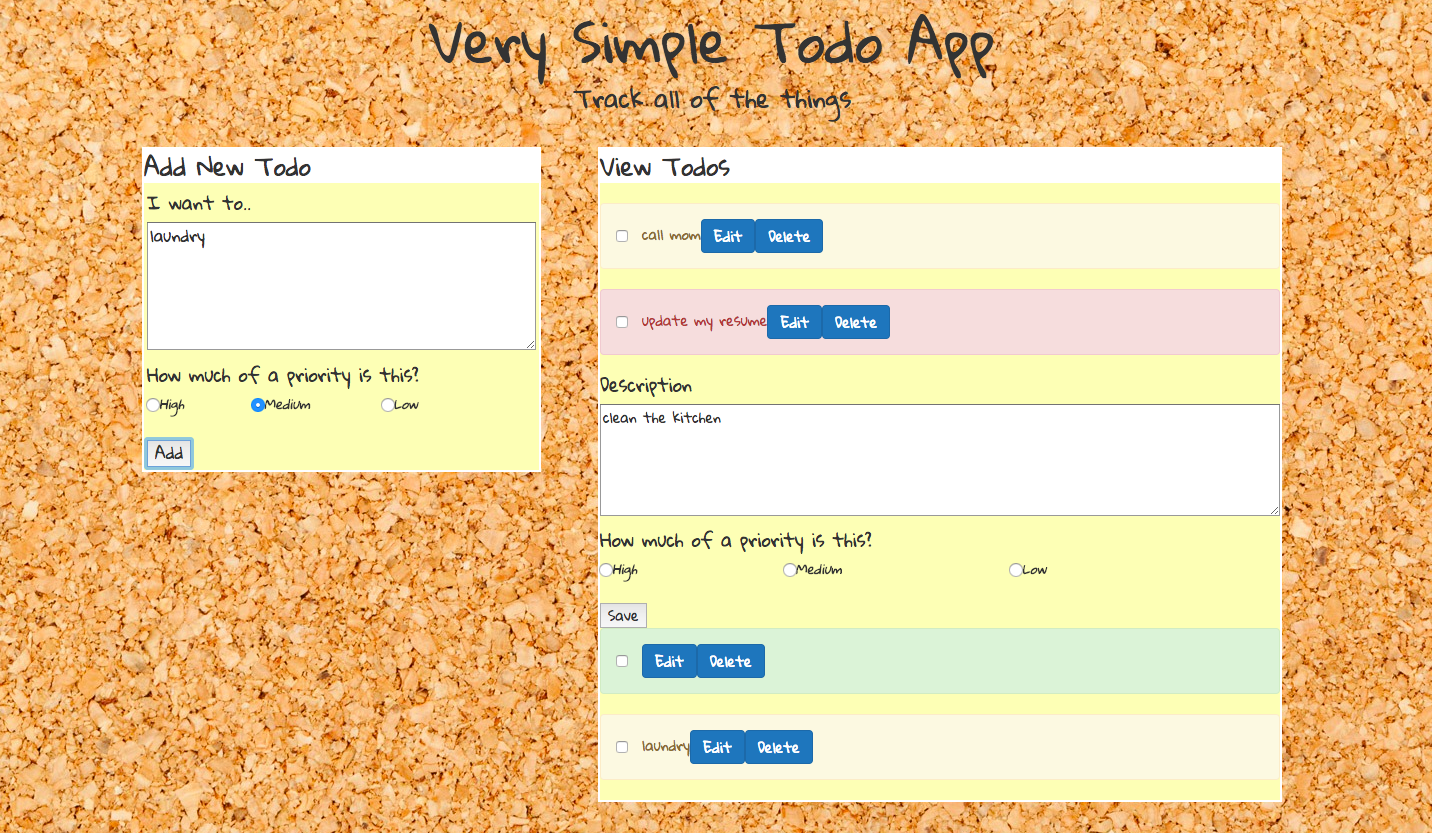 Very Simple Todo App
Track all of the things
Add New Todo
I want to..
laundry
How much of a priority is this?
High Medium Low
Add
View Todos
call mom Edit Delete
update my resume Edit Delete
Description
clean the kitchen
How much of a priority is this?
High Medium Low
Save
Edit Delete
laundry Edit Delete